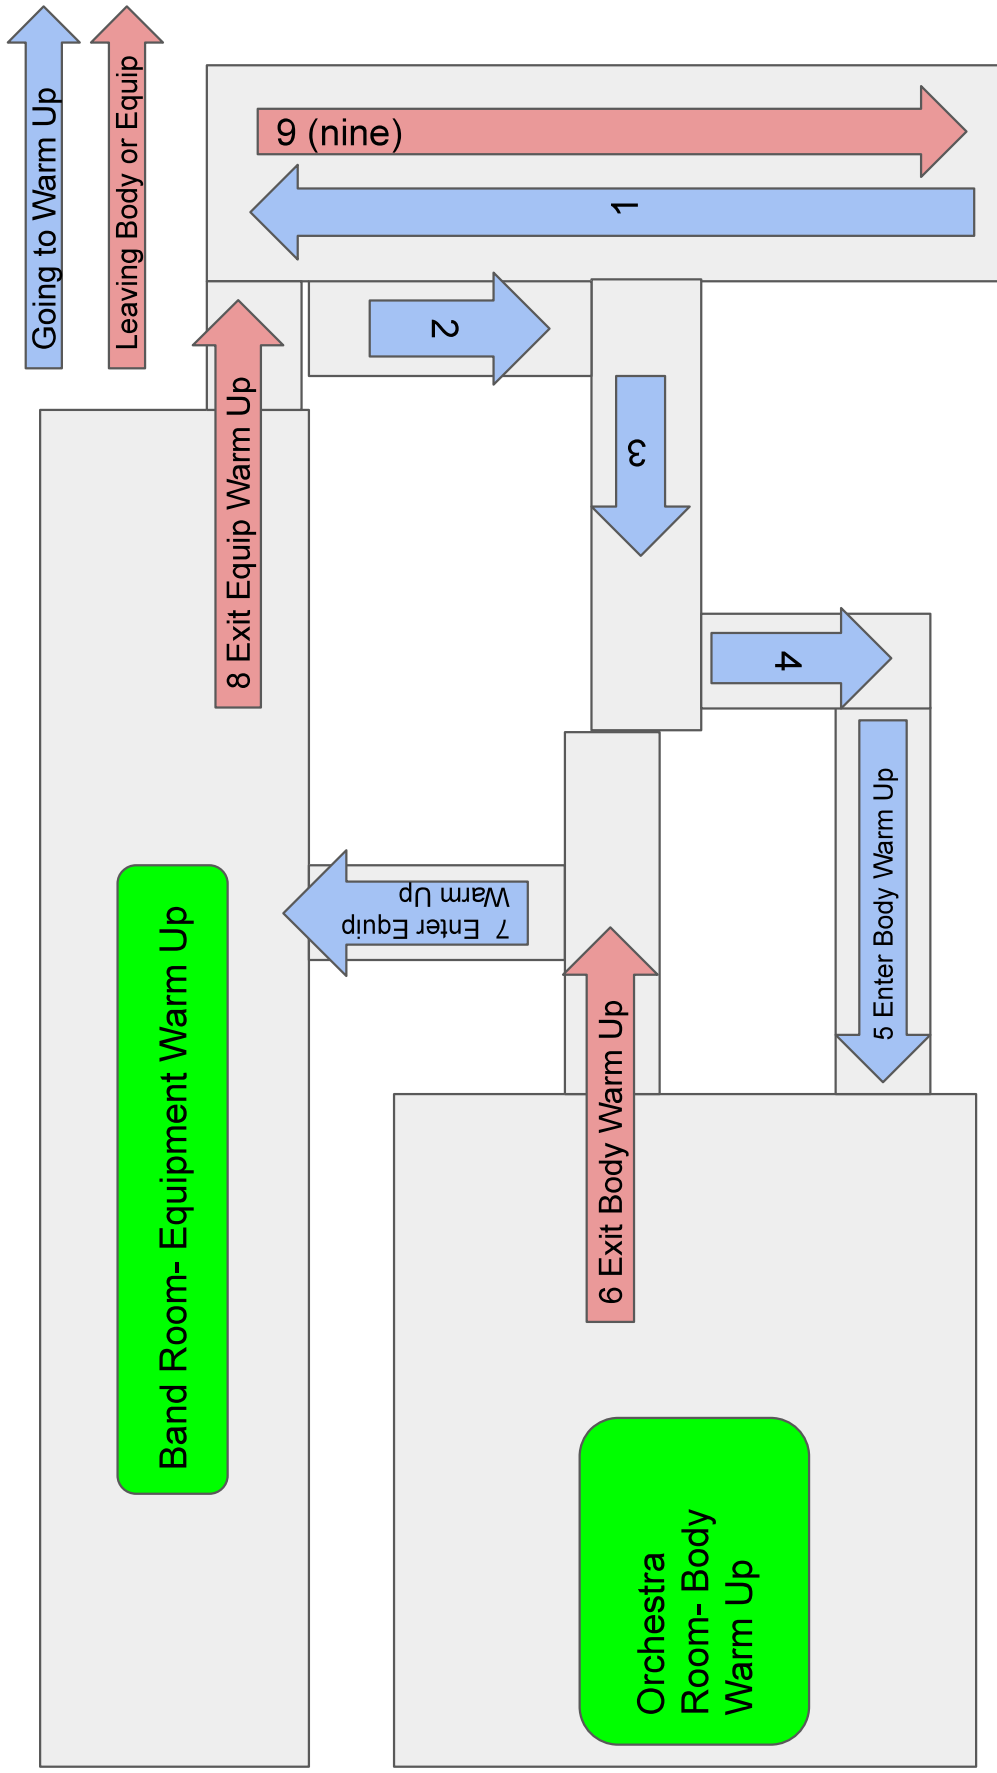 Going to Warm Up
Leaving Body or Equip
9 (nine)
1
2
3
4
5 Enter Body Warm Up
6 Exit Body Warm Up
7 Enter Equip
Warm Up
8 Exit Equip Warm Up
Band Room- Equipment Warm Up
Orchestra
Room- Body
Warm Up